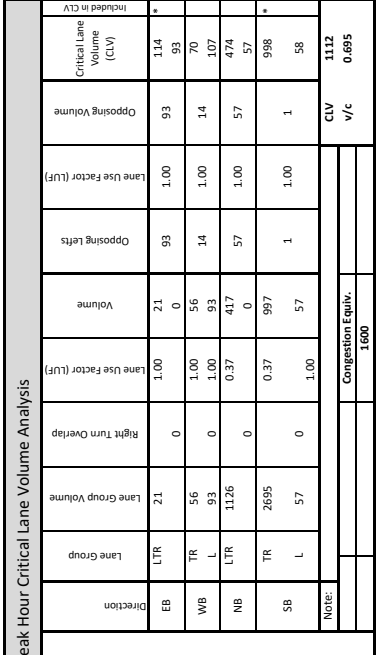 eak Hour Critical Lane Volume Analysis
Direction Lane Group Lane Group Volume Right Turn Overlap Lane Use Factor (LUF) Volume Opposing Lefts Lane Use Factor (LUF) Opposing Volume Critical Lane Volume (CLV) Included in CLV
EB LTR 21 1.00 21 114 *
0 0 93 1.00 93 93
WB TR 56 1.00 56 70
L 93 0 1.00 93 14 1.00 14 107
NB LTR 1126 0.37 417 474
0 0 57 1.00 57 57
SB TR 2695 0.37 997 998 *
1 1.00 1
L 57 0 1.00 57 58
Note: CLV 1112
Congestion Equiv. v/c 0.695
1600